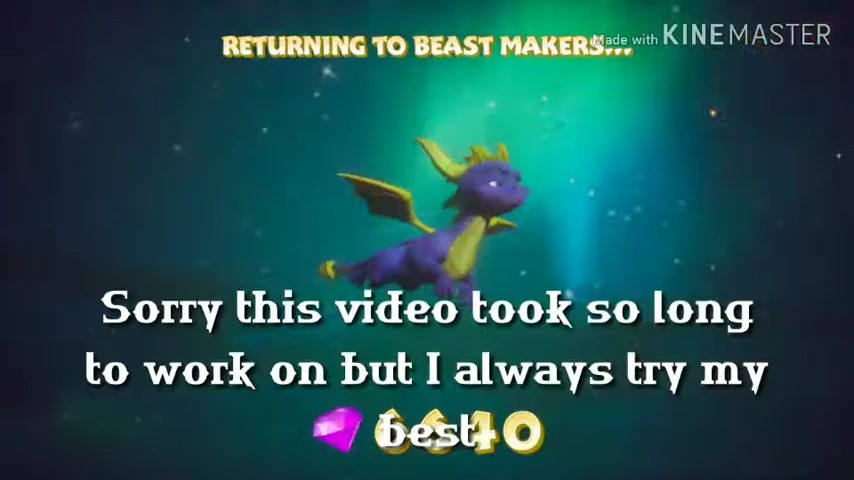 RETURNING TO BEAST MAKERS...
Made with KINEMASTER
Sorry this video took so long
to work on but I always try my
best.